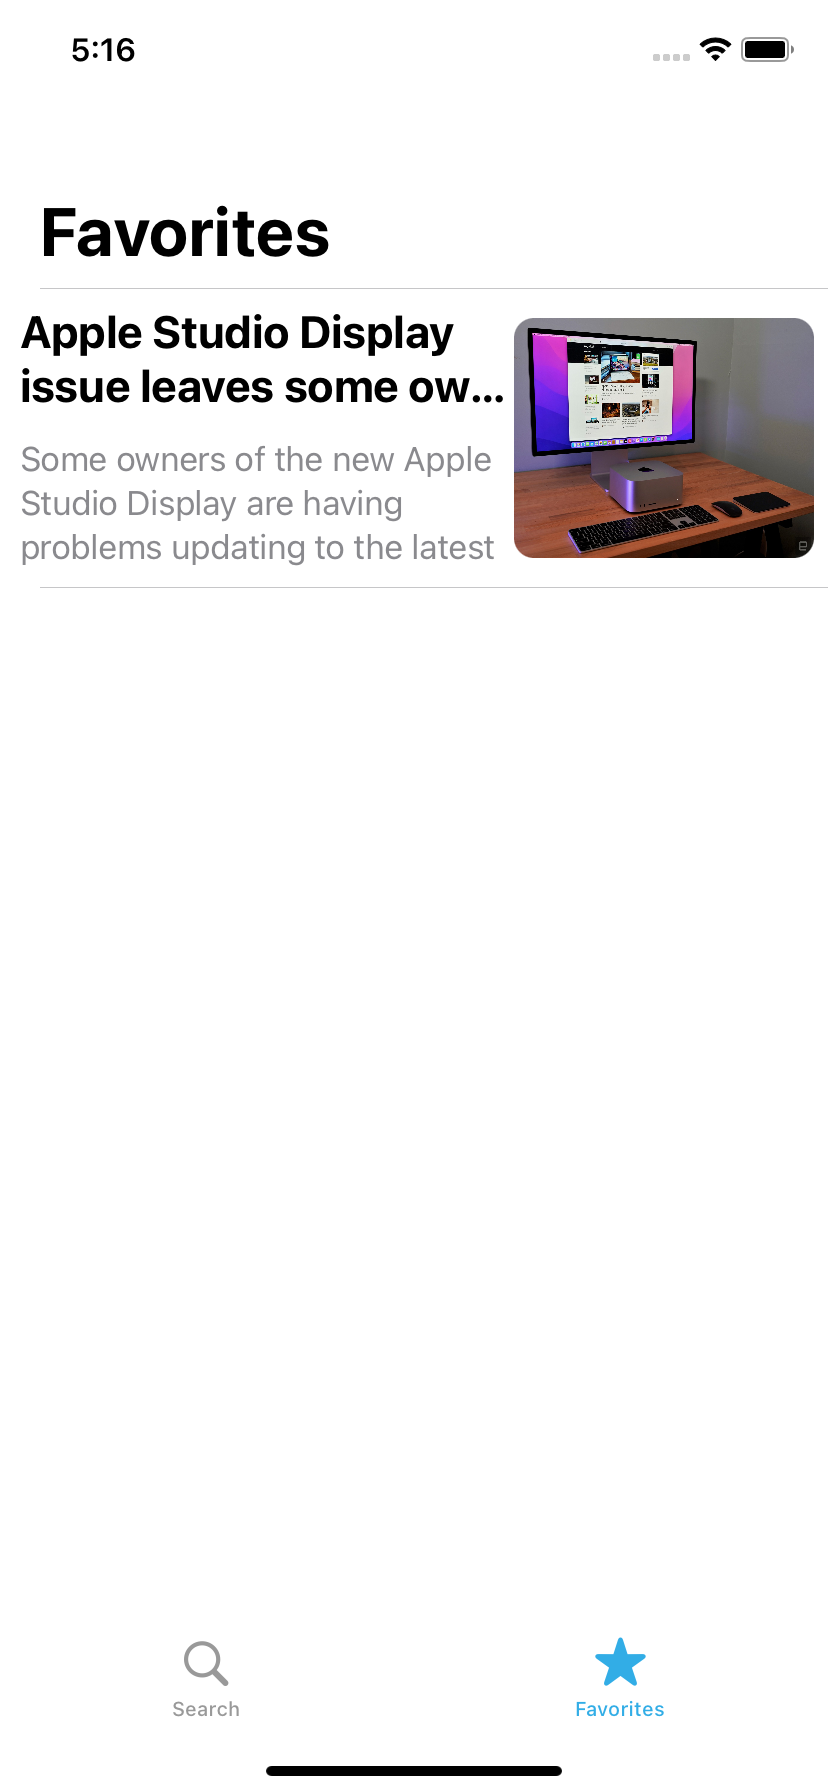 5:16
Favorites
Apple Studio Display
issue leaves some ow...
Some owners of the new Apple
Studio Display are having
problems updating to the latest
Search
Favorites